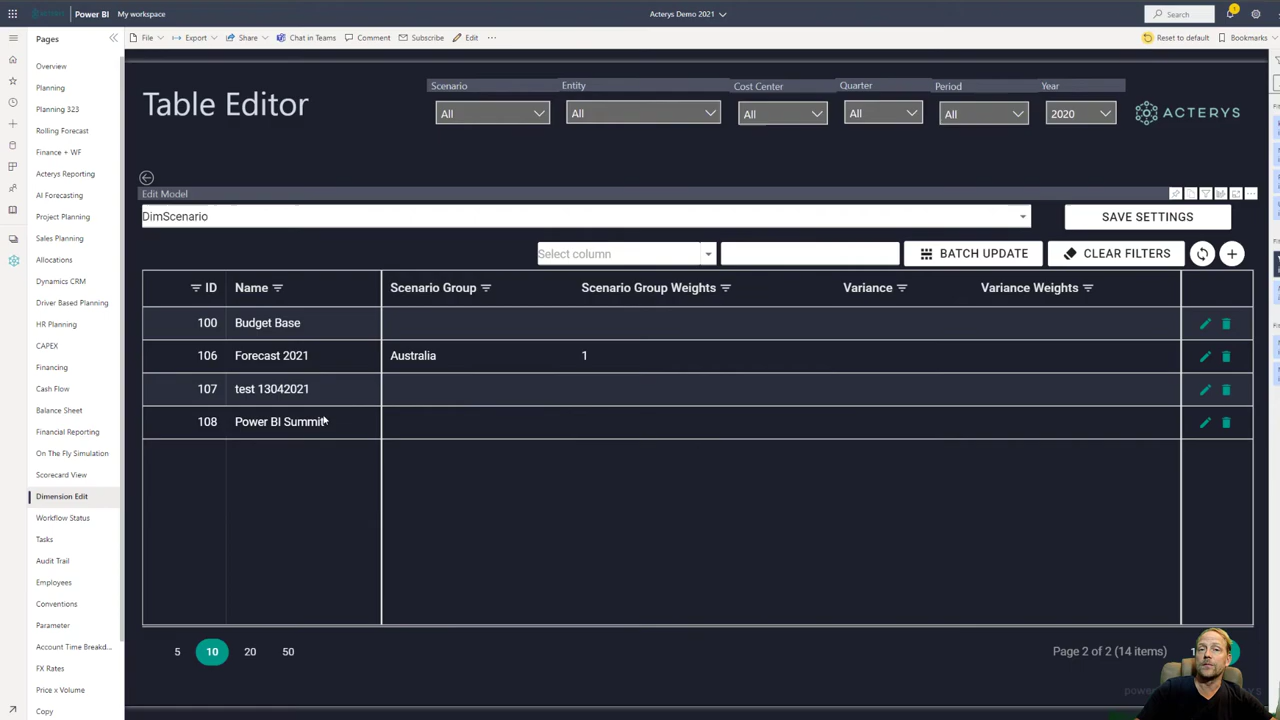 Power BI My workspace
Acterys Demo 2021
Search
1
Pages
File Export Share Chat in Teams Comment Subscribe Edit
Reset to default Bookmarks
Overview
Planning
Planning 323
Rolling Forecast
Finance + WF
Acterys Reporting
AI Forecasting
Project Planning
Sales Planning
Allocations
Dynamics CRM
Driver Based Planning
HR Planning
CAPEX
Financing
Cash Flow
Balance Sheet
Financial Reporting
On The Fly Simulation
Scorecard View
Dimension Edit
Workflow Status
Tasks
Audit Trail
Employees
Conventions
Parameter
Account Time Breakd...
FX Rates
Price x Volume
Copy
Table Editor
Scenario Entity Cost Center Quarter Period Year
All All All All All 2020
ACTERYS
Edit Model
DimScenario
SAVE SETTINGS
Select column
BATCH UPDATE
CLEAR FILTERS
ID Name Scenario Group Scenario Group Weights Variance Variance Weights
100 Budget Base
106 Forecast 2021 Australia 1
107 test 13042021
108 Power BI Summit
5 10 20 50
Page 2 of 2 (14 items)